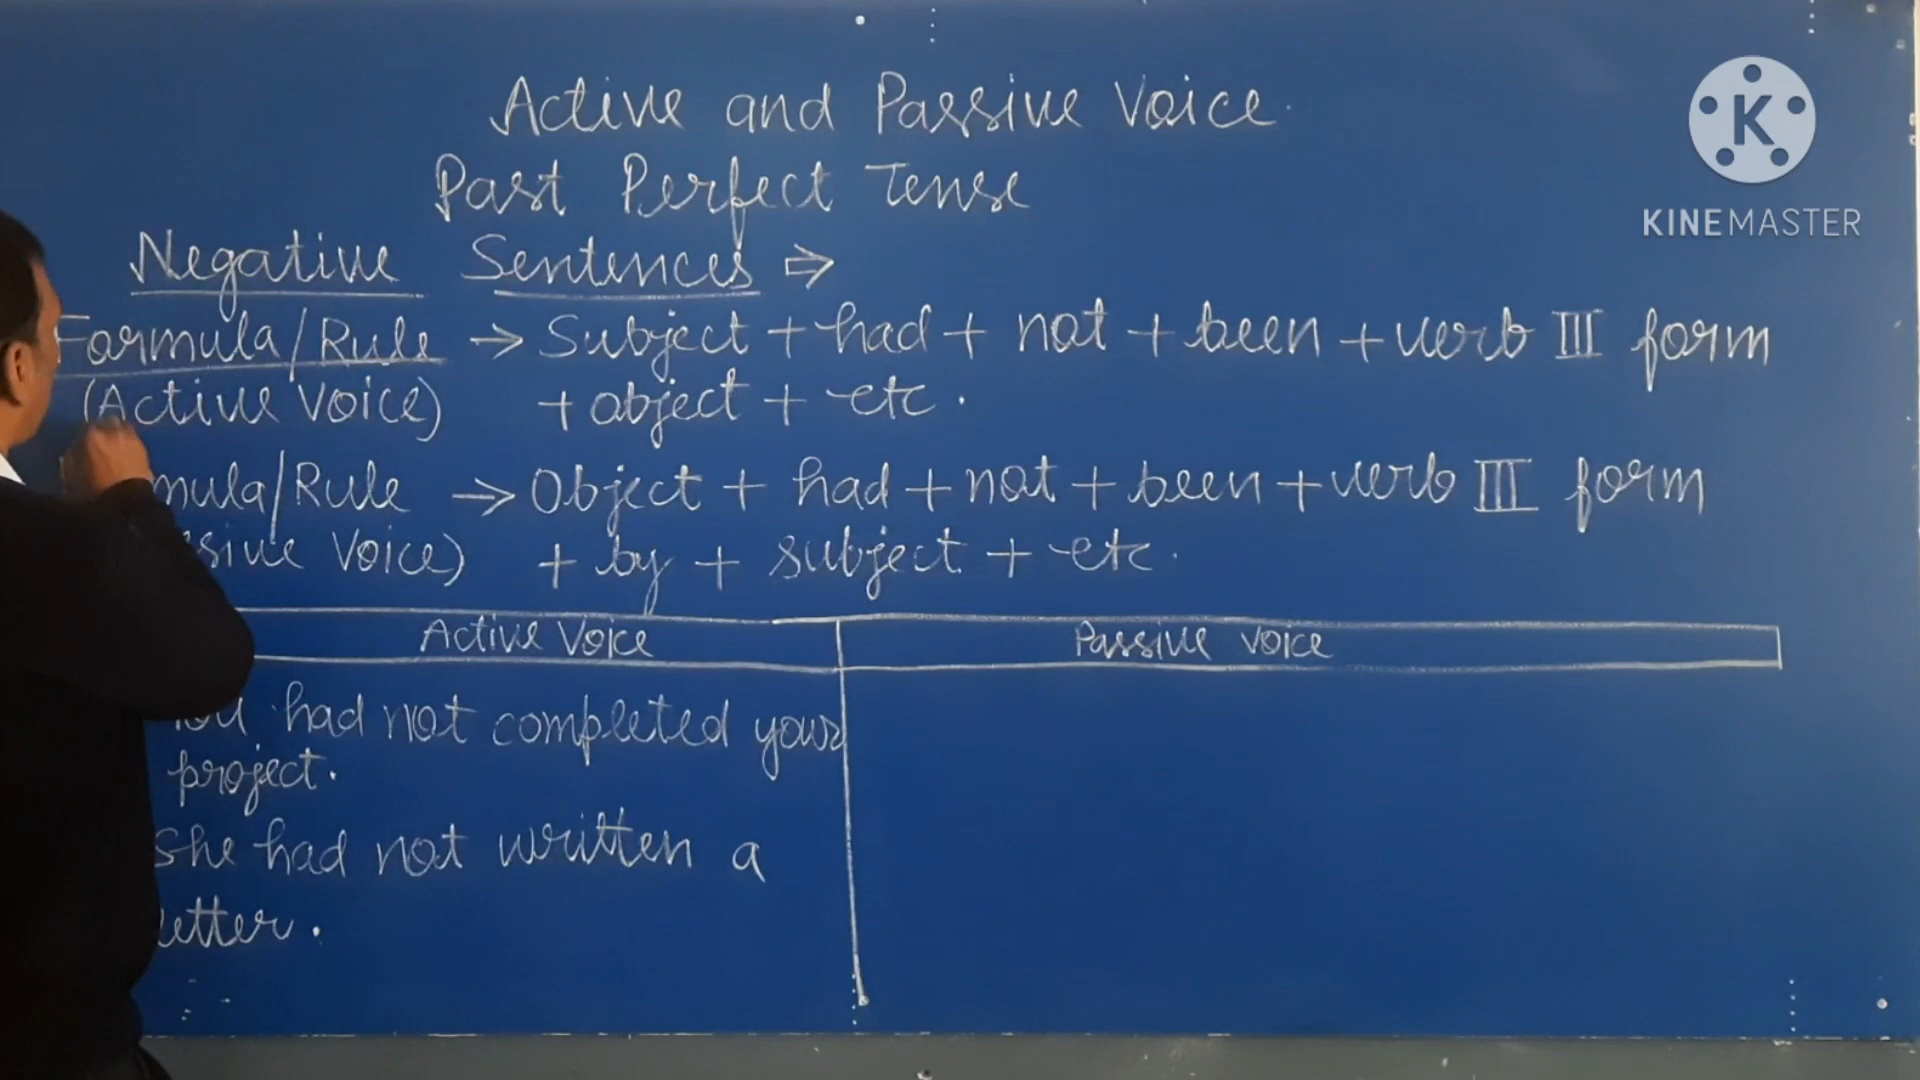 Active and Passive Voice.
Past Perfect Tense
Negative Sentences ⇒
Formula/Rule → Subject + had + not + been + verb III form
(Active Voice) + object + etc.
mula/Rule → Object + had + not + been + verb III form
sive Voice) + by + subject + etc.
Active Voice Passive Voice
You had not completed your
project.
She had not written a
letter.
K
KINEMASTER